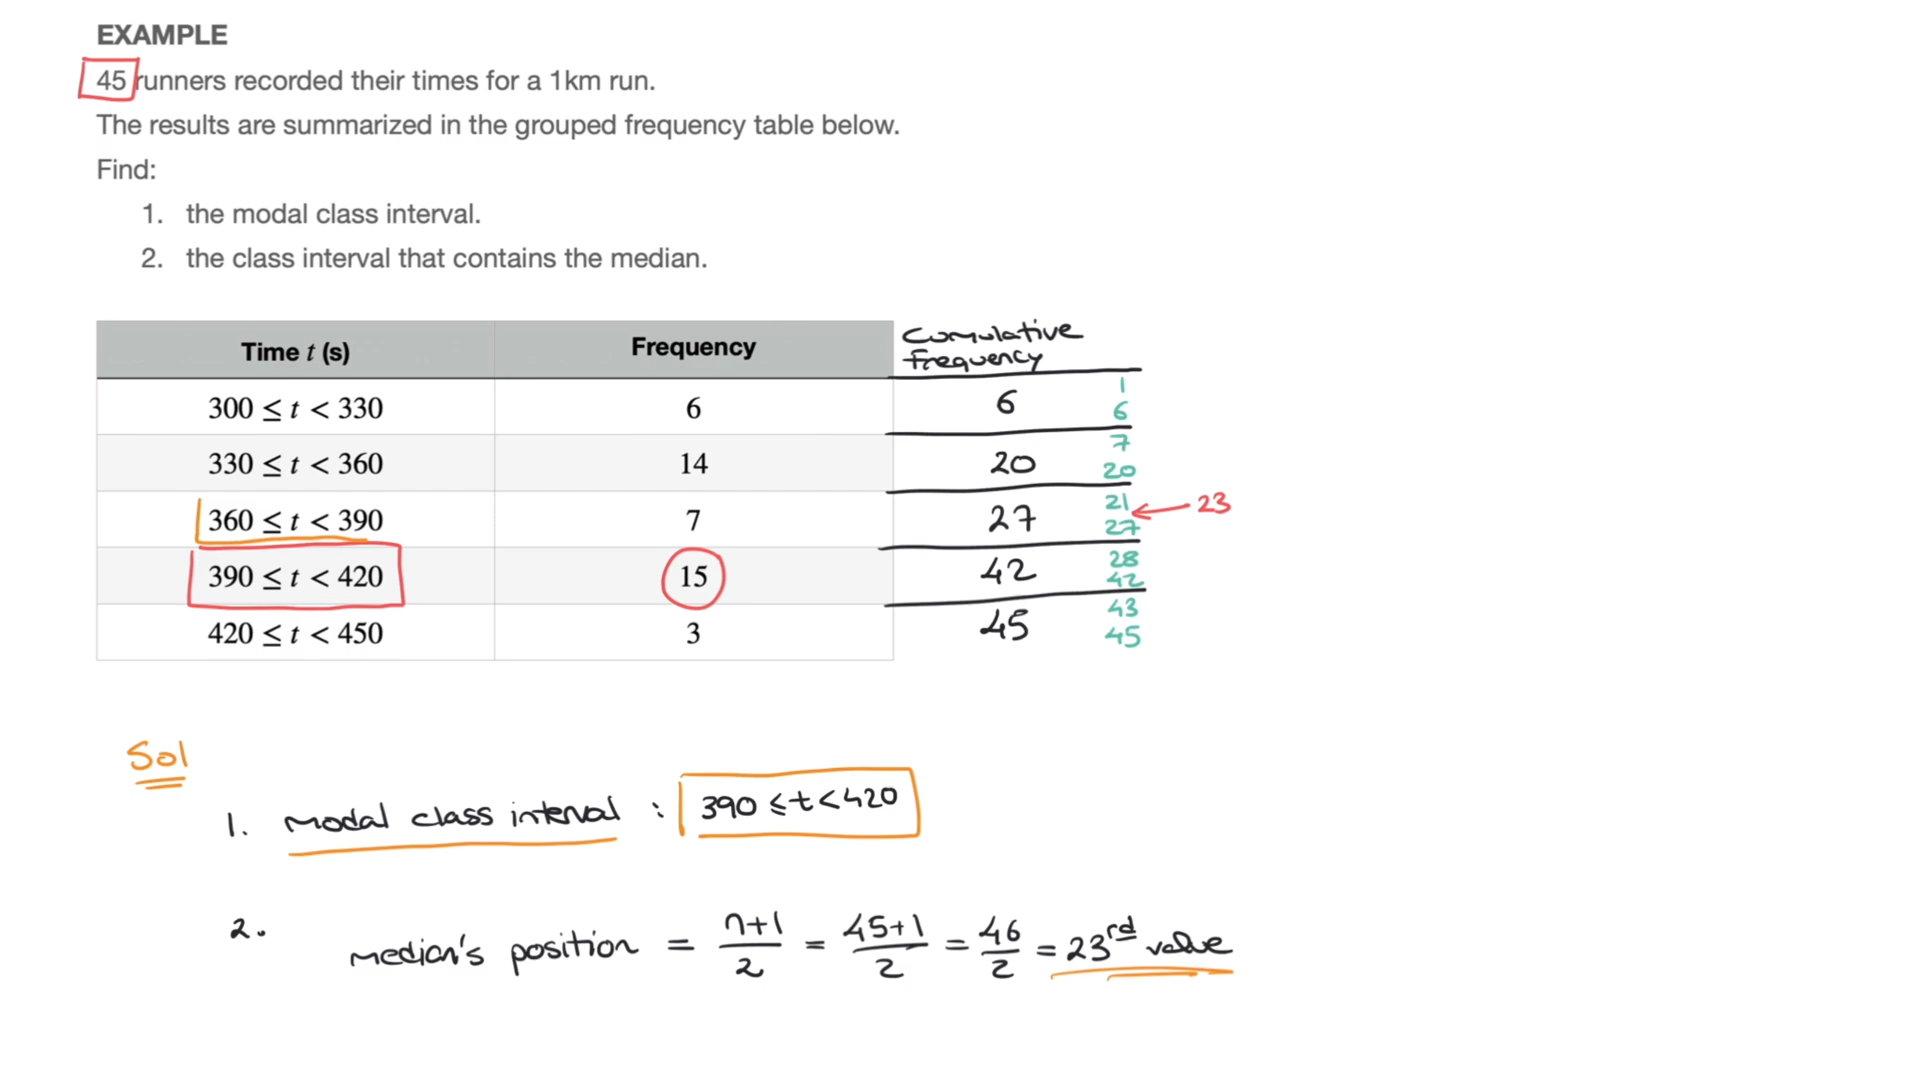 EXAMPLE
45 runners recorded their times for a 1km run.
The results are summarized in the grouped frequency table below.
Find:
1. the modal class interval.
2. the class interval that contains the median.
Time t (s) Frequency Cumulative Frequency
300 ≤ t < 330 6 6 1 6
330 ≤ t < 360 14 20 7 20
360 ≤ t < 390 7 27 21 27 ← 23
390 ≤ t < 420 15 42 28 42
420 ≤ t < 450 3 45 43 45
Sol
1. Modal class interval : 390 ≤ t < 420
2. median's position = n+1/2 = 45+1/2 = 46/2 = 23rd value